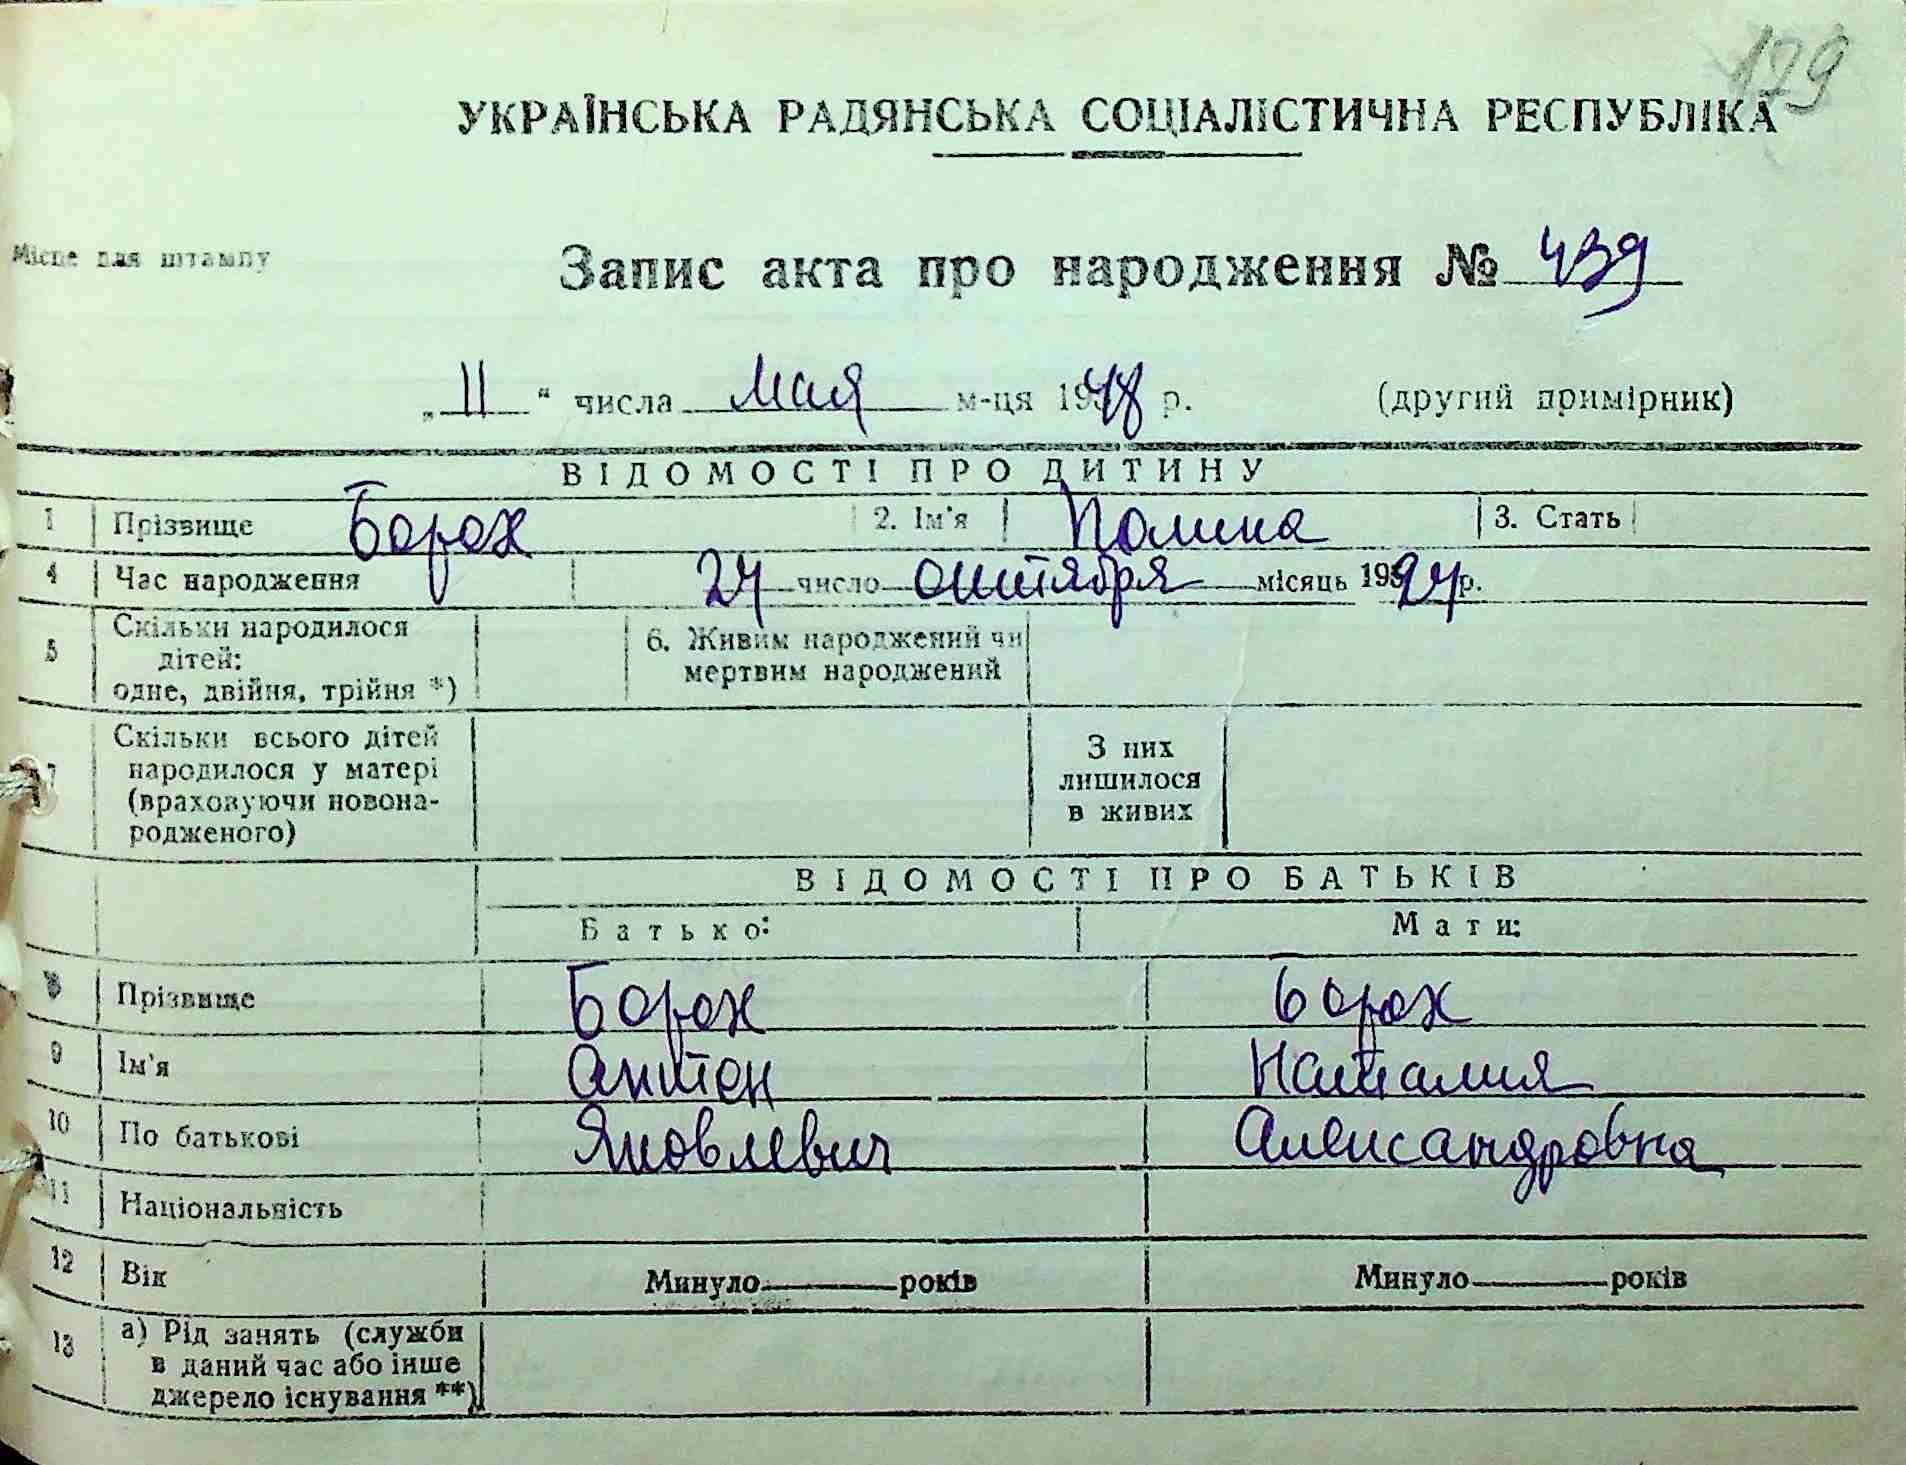 179
УКРАЇНСЬКА РАДЯНСЬКА СОЦІАЛІСТИЧНА РЕСПУБЛІКА
Місце для штампу
Запис акта про народження № 439
„ 11 “ числа мая м-ця 1948 р. (другий примірник)
ВІДОМОСТІ ПРО ДИТИНУ
1 Прізвище Борох 2. Ім'я Полина 3. Стать
4 Час народження 24 число октября місяць 1924 р.
5 Скільки народилося дітей: одне, двійня, трійня *) 6. Живим народжений чи мертвим народжений
7 Скільки всього дітей народилося у матері (враховуючи новона-родженого) З них лишилося в живих
ВІДОМОСТІ ПРО БАТЬКІВ
Батько: Мати:
8 Прізвище Борох Борох
9 Ім'я Антон Наталия
10 По батькові Яковлевич Александровна
11 Національність
12 Вік Минуло років Минуло років
13 а) Рід занять (служби
в даний час або інше
джерело існування **)